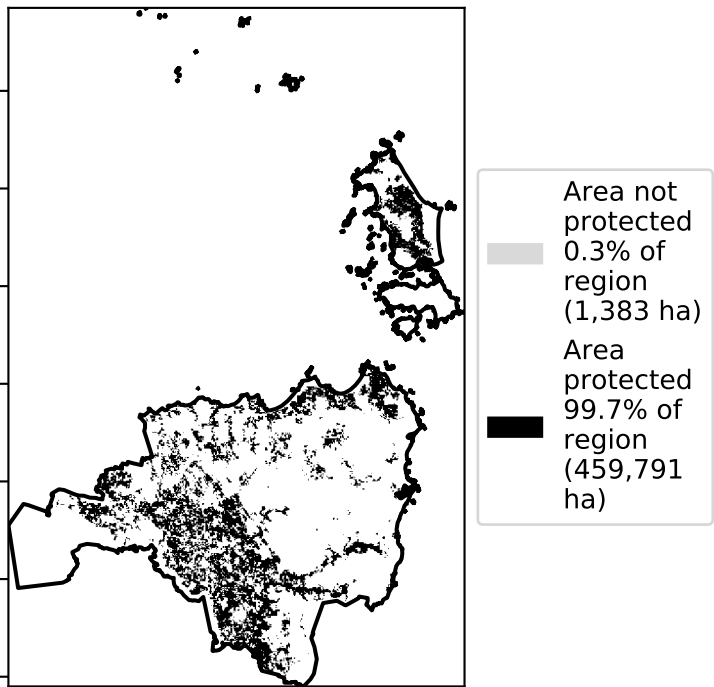 Area not
protected
0.3% of
region
(1,383 ha)
Area
protected
99.7% of
region
(459,791
ha)